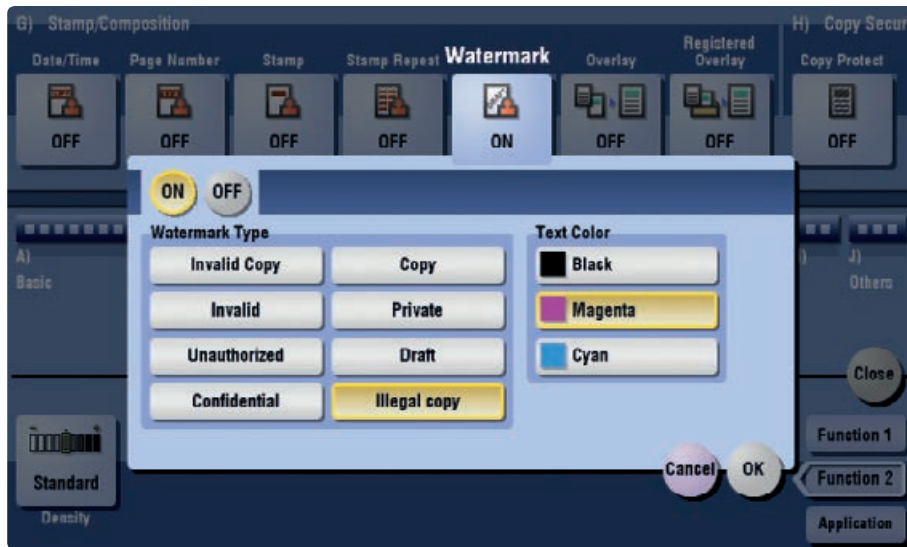 G) Stamp/Composition
H) Copy Secur
Date/Time
Page Number
Stamp
Stamp Repeat
Watermark
Overlay
Registered
Overlay
Copy Protect
OFF
OFF
OFF
OFF
ON
OFF
OFF
OFF
ON
OFF
Watermark Type
Text Color
Invalid Copy
Copy
Black
Invalid
Private
Magenta
Unauthorized
Draft
Cyan
Confidential
Illegal copy
A)
Basic
J)
Others
Close
Cancel
OK
Function 1
Function 2
Application
Standard
Density